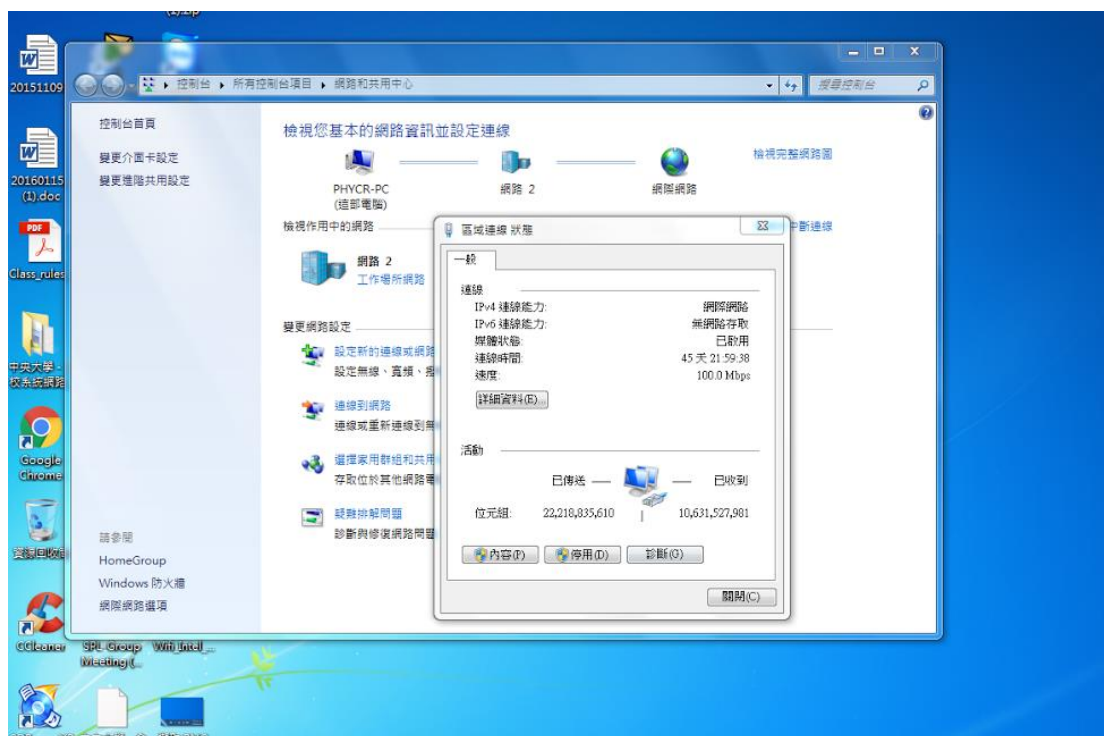 (1).zip
20151109
20160115
(1).doc
PDF
Class_rules
中央大學 -
校系統網路
Google
Chrome
資源回收筒
CCleaner
SRL Group
Meeting (...
Wifi_Intel_...
控制台 ▸ 所有控制台項目 ▸ 網路和共用中心
搜尋控制台
控制台首頁
變更介面卡設定
變更進階共用設定
請參閱
HomeGroup
Windows 防火牆
網際網路選項
檢視您基本的網路資訊並設定連線
檢視完整網路圖
PHYCR-PC
(這部電腦)
網路 2
網際網路
檢視作用中的網路
中斷連線
網路 2
工作場所網路
變更網路設定
設定新的連線或網路
設定無線、寬頻、撥
連線到網路
連線或重新連線到無
選擇家用群組和共用
存取位於其他網路電
疑難排解問題
診斷與修復網路問題
區域連線 狀態
一般
連線
IPv4 連線能力: 網際網路
IPv6 連線能力: 無網路存取
媒體狀態: 已啟用
連線時間: 45 天 21:59:38
速度: 100.0 Mbps
詳細資料(E)...
活動
已傳送 已收到
位元組: 22,218,835,610 10,631,527,981
內容(P) 停用(D) 診斷(G)
關閉(C)